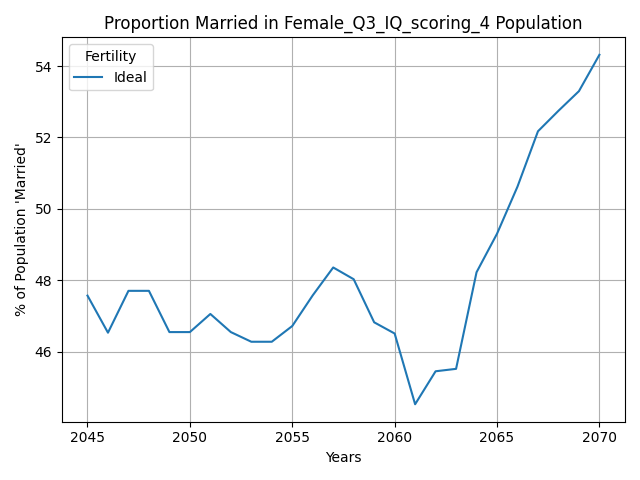 Proportion Married in Female_Q3_IQ_scoring_4 Population
Fertility
Ideal
% of Population 'Married'
54
52
50
48
46
2045 2050 2055 2060 2065 2070
Years